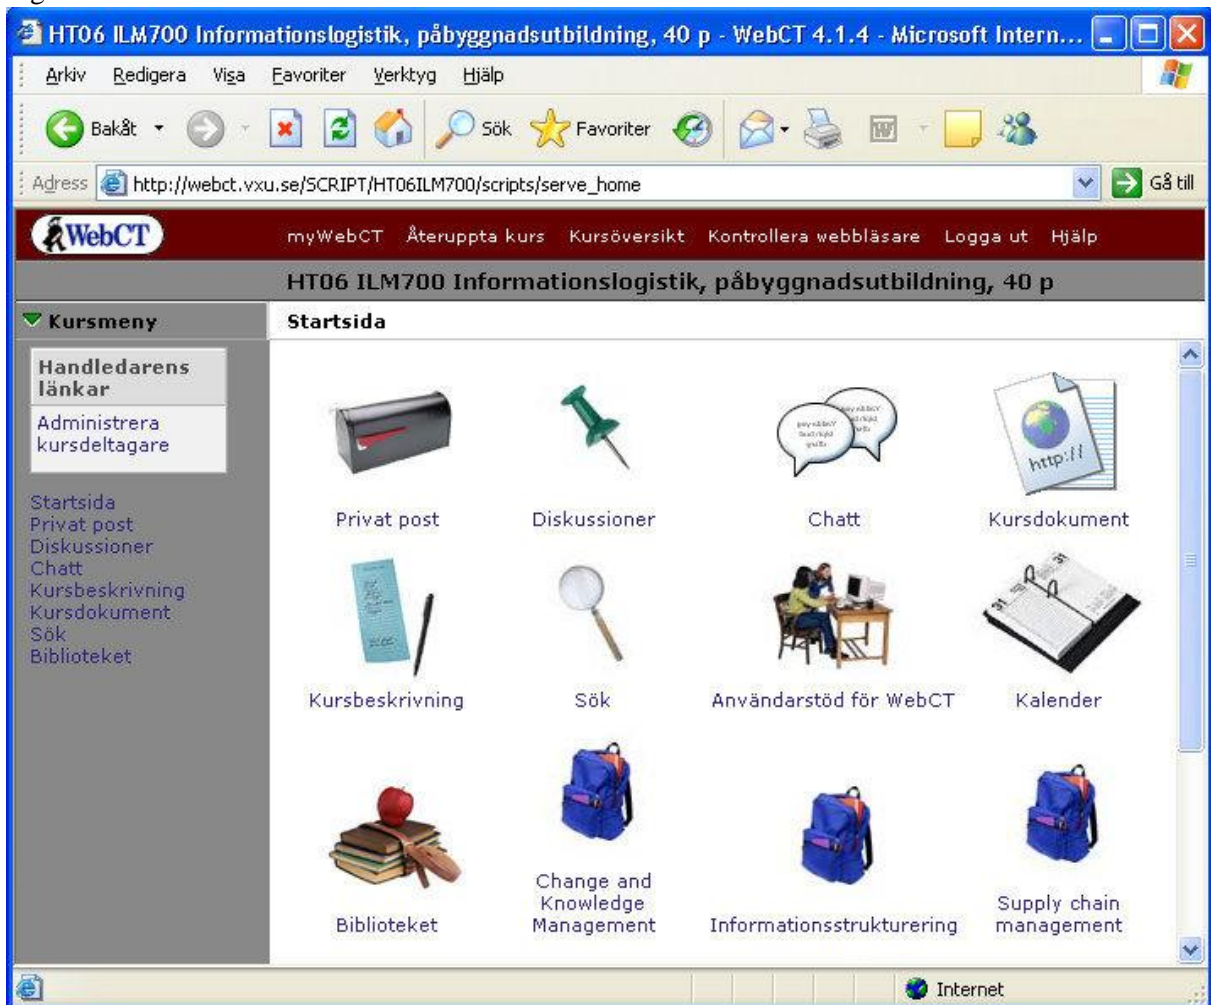 HT06 ILM700 Informationslogistik, påbyggnadsutbildning, 40 p - WebCT 4.1.4 - Microsoft Intern...
Arkiv Redigera Visa Favoriter Verktyg Hjälp
Bakåt Sök Favoriter
Adress http://webct.vxu.se/SCRIPT/HT06ILM700/scripts/serve_home Gå till
WebCT myWebCT Återuppta kurs Kursöversikt Kontrollera webbläsare Logga ut Hjälp
HT06 ILM700 Informationslogistik, påbyggnadsutbildning, 40 p
Kursmeny
Startsida
Handledarens
länkar
Administrera
kursdeltagare
Startsida
Privat post
Diskussioner
Chatt
Kursbeskrivning
Kursdokument
Sök
Biblioteket
http://
Privat post Diskussioner Chatt Kursdokument
31 31
Kursbeskrivning Sök Användarstöd för WebCT Kalender
Biblioteket
Change and
Knowledge
Management
Informationsstrukturering
Supply chain
management
Internet